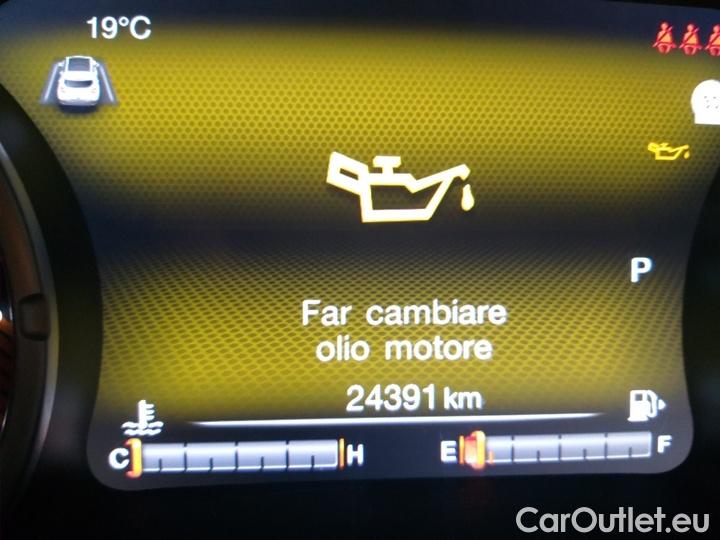 19°C
P
Far cambiare
olio motore
24391 km
C H E F
CarOutlet.eu